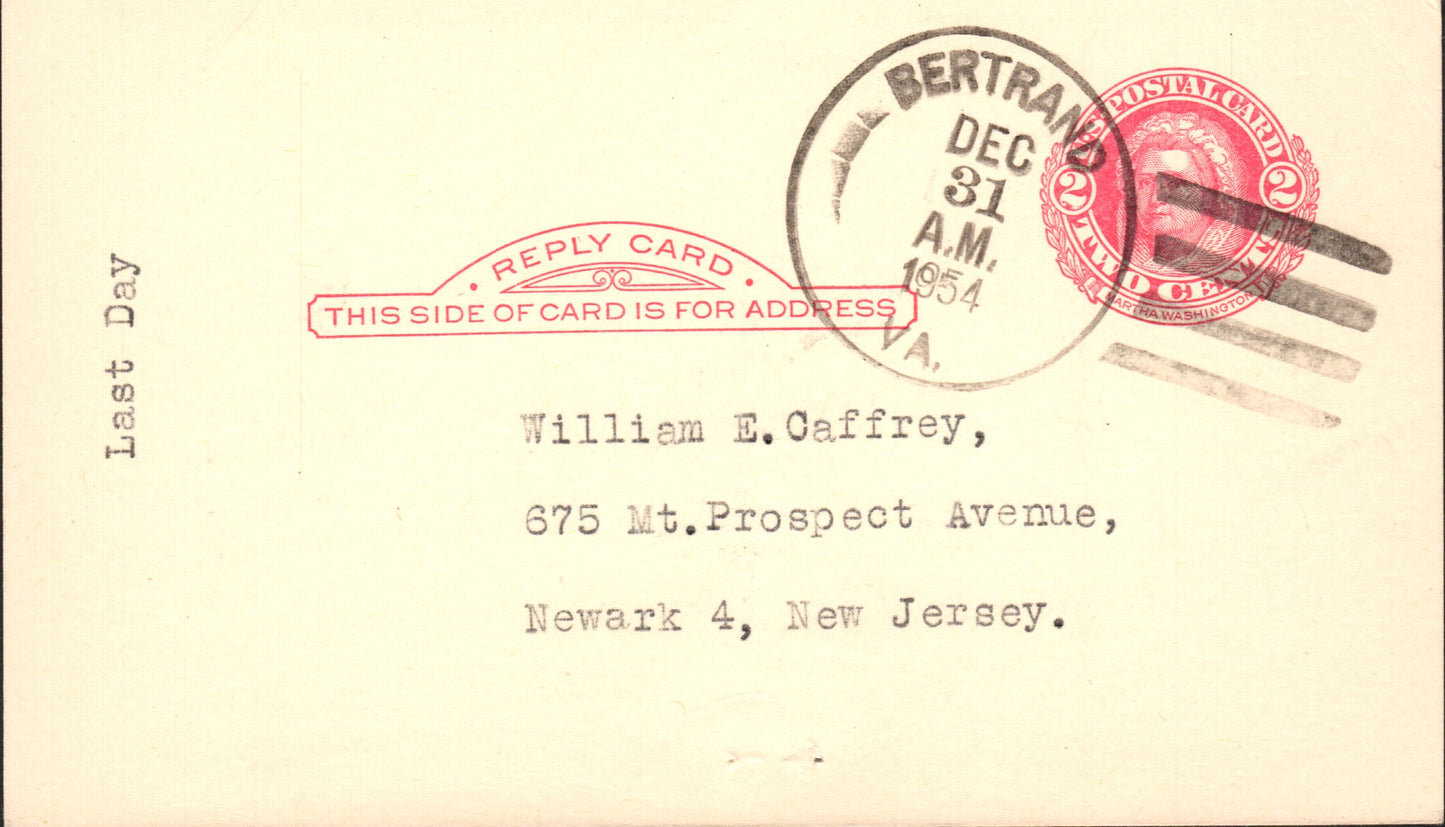 BERTRAND
DEC
31
A.M.
1954
VA.
POSTAL CARD
2 2
TWO CENTS
MARTHA WASHINGTON
REPLY CARD
THIS SIDE OF CARD IS FOR ADDRESS
Last Day
William E.Caffrey,
675 Mt.Prospect Avenue,
Newark 4, New Jersey.